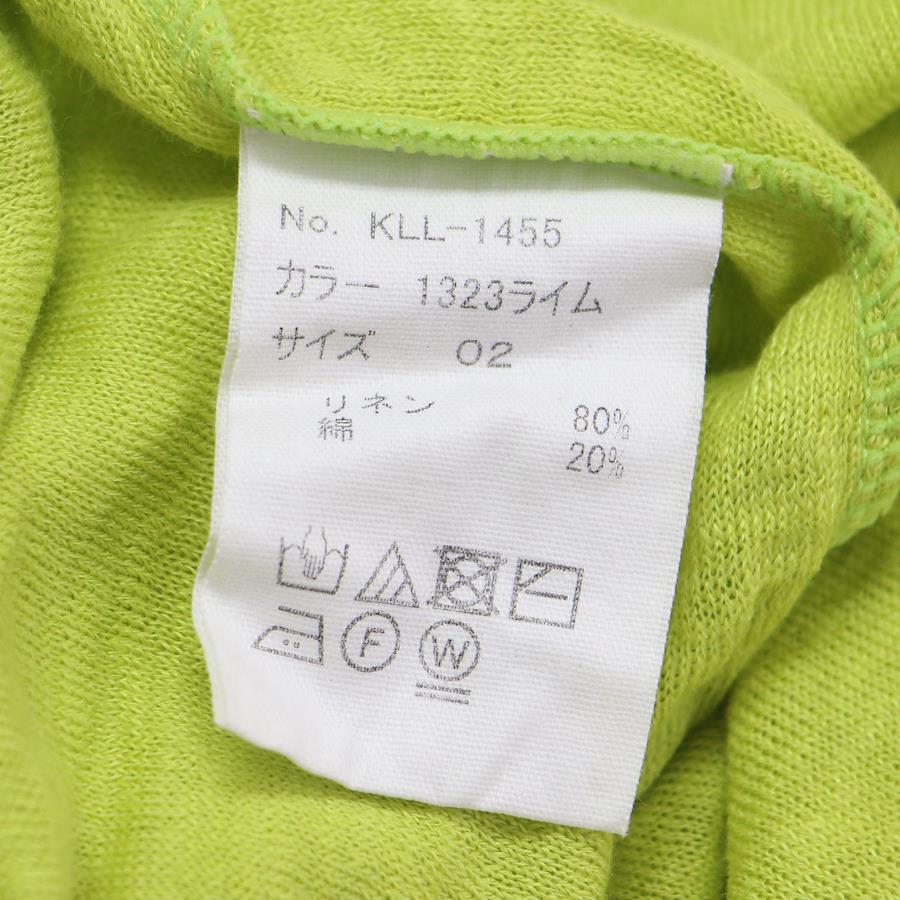 No. KLL-1455
カラー 1323ライム
サイズ 02
リネン 80%
綿 20%
F W